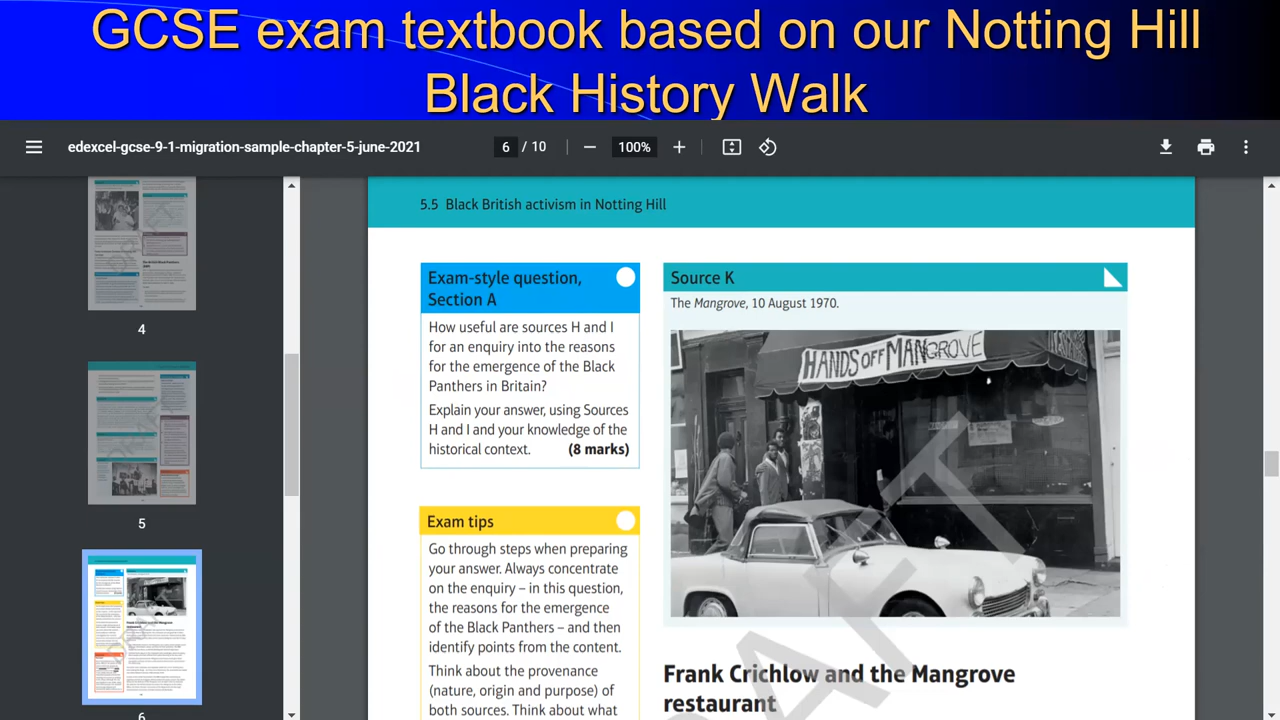 GCSE exam textbook based on our Notting Hill
Black History Walk
edexcel-gcse-9-1-migration-sample-chapter-5-june-2021
6 / 10
100%
4
5
6
5.5 Black British activism in Notting Hill
Exam-style question,
Section A
How useful are sources H and I
for an enquiry into the reasons
for the emergence of the Black
Panthers in Britain?
Explain your answer, using Sources
H and I and your knowledge of the
historical context. (8 marks)
Exam tips
Go through steps when preparing
your answer. Always concentrate
on the enquiry – in this question,
the reasons for the emergence
of the Black Panthers – and then
identify points from the content.
Think about the provenance
(nature, origin and purpose) of
both sources. Think about what
Source K
The Mangrove, 10 August 1970.
HANDS OFF MANGROVE
Frank Crichlow and the Mangrove
restaurant